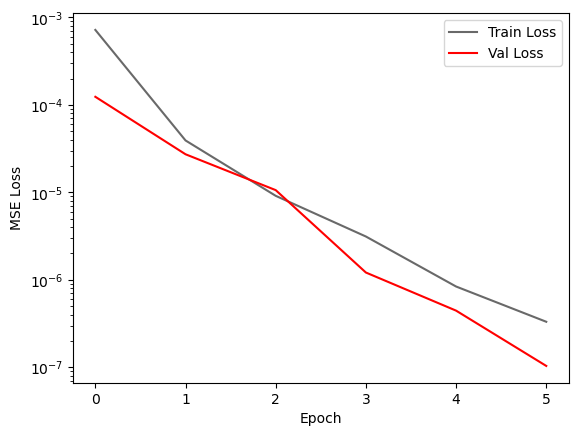 Train Loss
Val Loss
MSE Loss
10⁻³
10⁻⁴
10⁻⁵
10⁻⁶
10⁻⁷
0 1 2 3 4 5
Epoch